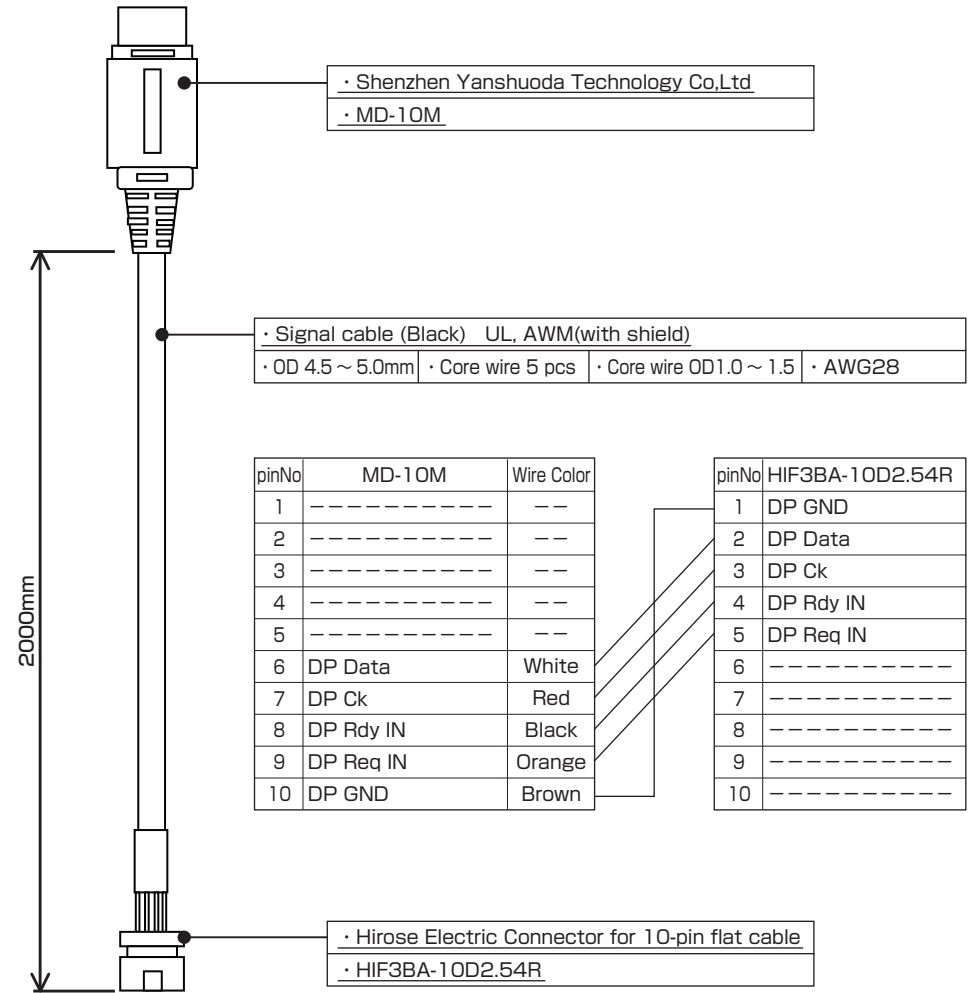 · Shenzhen Yanshuoda Technology Co,Ltd
· MD-10M
· Signal cable (Black) UL, AWM(with shield)
· OD 4.5～5.0mm · Core wire 5 pcs · Core wire OD1.0～1.5 · AWG28
2000mm
pinNo MD-10M Wire Color
1 ―――――――――― ――
2 ―――――――――― ――
3 ―――――――――― ――
4 ―――――――――― ――
5 ―――――――――― ――
6 DP Data White
7 DP Ck Red
8 DP Rdy IN Black
9 DP Req IN Orange
10 DP GND Brown
pinNo HIF3BA-10D2.54R
1 DP GND
2 DP Data
3 DP Ck
4 DP Rdy IN
5 DP Req IN
6 ――――――――――
7 ――――――――――
8 ――――――――――
9 ――――――――――
10 ――――――――――
· Hirose Electric Connector for 10-pin flat cable
· HIF3BA-10D2.54R